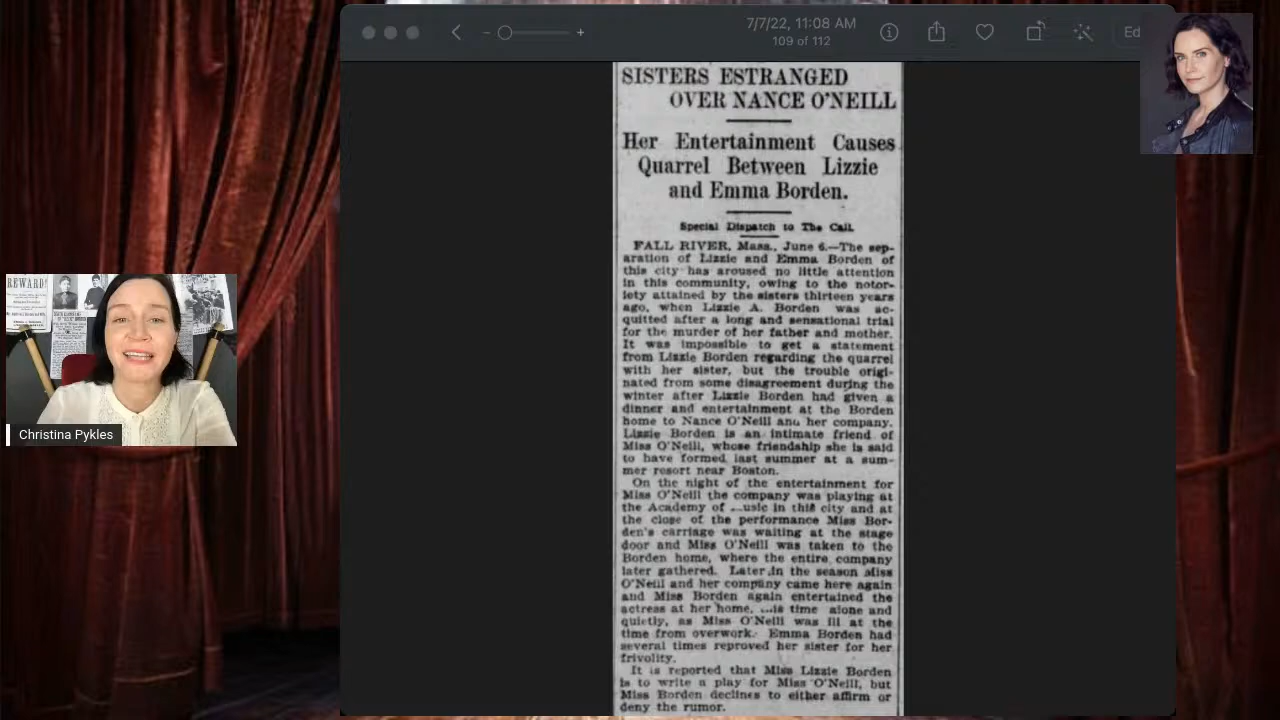 7/7/22, 11:08 AM
109 of 112
Ed
SISTERS ESTRANGED
OVER NANCE O'NEILL
Her Entertainment Causes
Quarrel Between Lizzie
and Emma Borden.
Special Dispatch to The Call.
FALL RIVER, Mass., June 6.—The sep-
aration of Lizzie and Emma Borden of
this city has aroused no little attention
in this community, owing to the notor-
iety attained by the sisters thirteen years
ago, when Lizzie A. Borden was ac-
quitted after a long and sensational trial
for the murder of her father and mother.
It was impossible to get a statement
from Lizzie Borden regarding the quarrel
with her sister, but the trouble origi-
nated from some disagreement during the
winter after Lizzie Borden had given a
dinner and entertainment at the Borden
home to Nance O'Neill and her company.
Lizzie Borden is an intimate friend of
Miss O'Neill, whose friendship she is said
to have formed last summer at a sum-
mer resort near Boston.
On the night of the entertainment for
Miss O'Neill the company was playing at
the Academy of ...usic in this city and at
the close of the performance Miss Bor-
den's carriage was waiting at the stage
door and Miss O'Neill was taken to the
Borden home, where the entire company
later gathered. Later in the season Miss
O'Neill and her company came here again
and Miss Borden again entertained the
actress at her home, ...is time alone and
quietly, as Miss O'Neill was ill at the
time from overwork. Emma Borden had
several times reproved her sister for her
frivolity.
It is reported that Miss Lizzie Borden
is to write a play for Miss O'Neill, but
Miss Borden declines to either affirm or
deny the rumor.
REWARD!
Christina Pykles